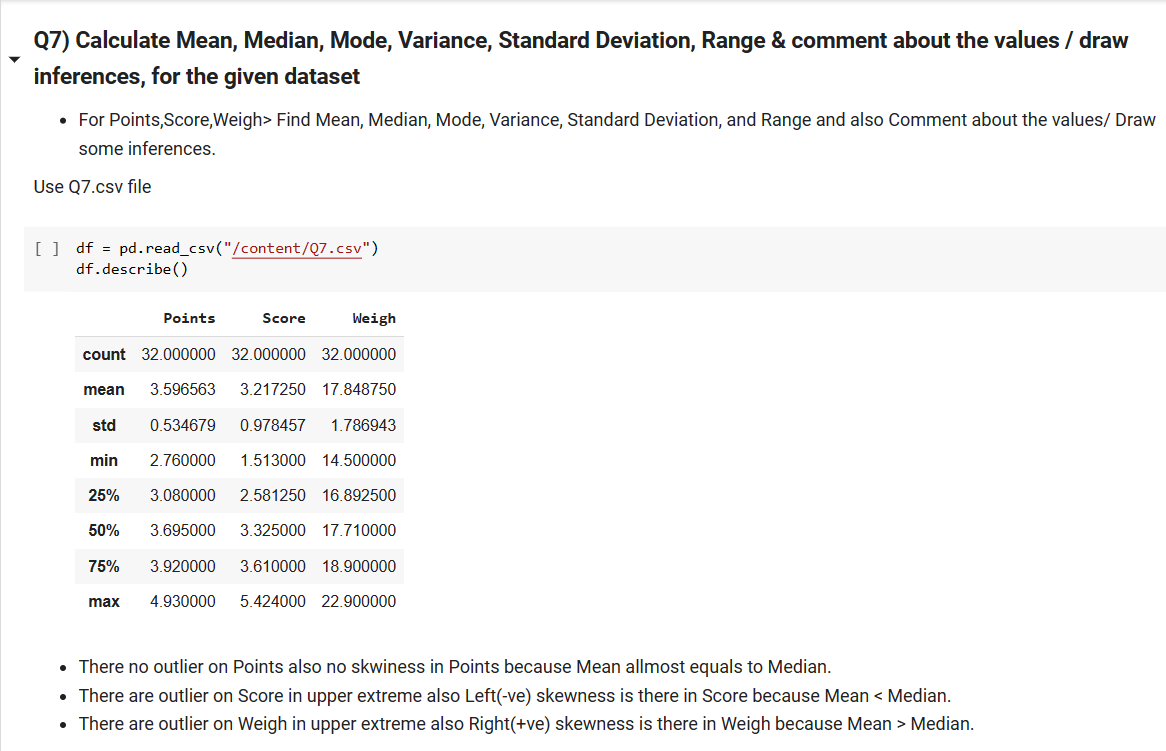 Q7) Calculate Mean, Median, Mode, Variance, Standard Deviation, Range & comment about the values / draw
inferences, for the given dataset
• For Points,Score,Weigh> Find Mean, Median, Mode, Variance, Standard Deviation, and Range and also Comment about the values/ Draw
some inferences.
Use Q7.csv file
[ ] df = pd.read_csv("/content/Q7.csv")
df.describe()
Points Score Weigh
count 32.000000 32.000000 32.000000
mean 3.596563 3.217250 17.848750
std 0.534679 0.978457 1.786943
min 2.760000 1.513000 14.500000
25% 3.080000 2.581250 16.892500
50% 3.695000 3.325000 17.710000
75% 3.920000 3.610000 18.900000
max 4.930000 5.424000 22.900000
• There no outlier on Points also no skwiness in Points because Mean allmost equals to Median.
• There are outlier on Score in upper extreme also Left(-ve) skewness is there in Score because Mean < Median.
• There are outlier on Weigh in upper extreme also Right(+ve) skewness is there in Weigh because Mean > Median.